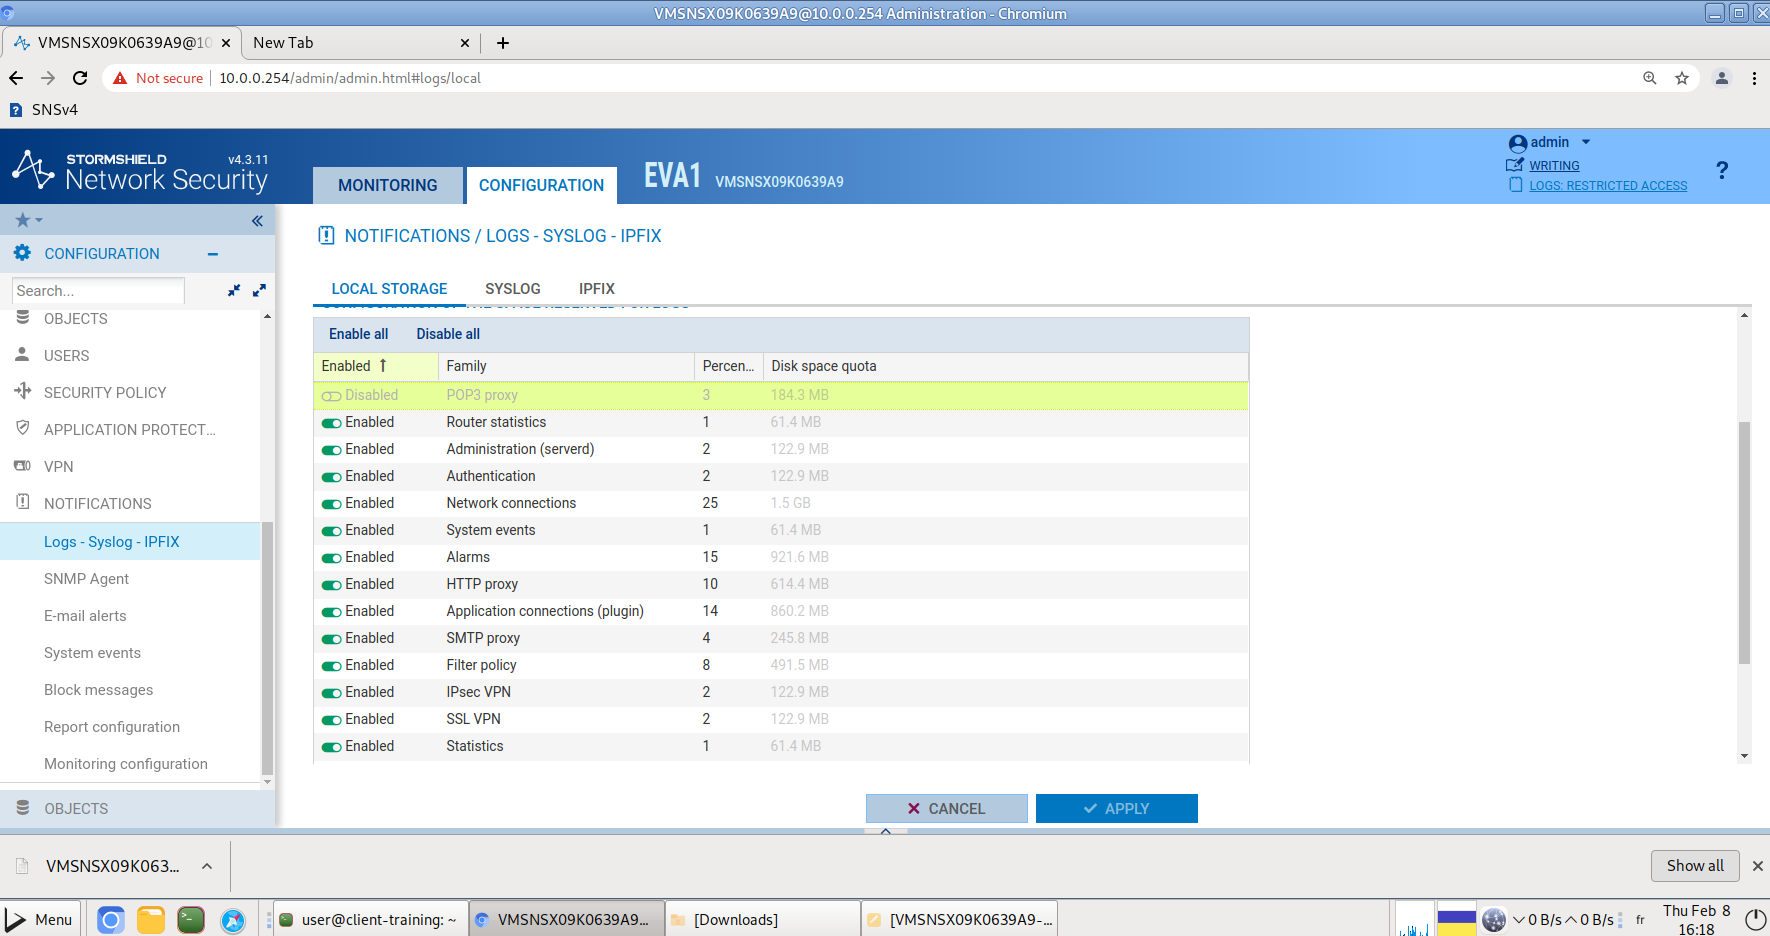 VMSNSX09K0639A9@10.0.0.254 Administration - Chromium
VMSNSX09K0639A9@10
New Tab
Not secure
10.0.0.254/admin/admin.html#logs/local
SNSv4
STORMSHIELD
v4.3.11
Network Security
MONITORING
CONFIGURATION
EVA1
VMSNSX09K0639A9
admin
WRITING
LOGS: RESTRICTED ACCESS
?
CONFIGURATION
Search...
OBJECTS
USERS
SECURITY POLICY
APPLICATION PROTECT...
VPN
NOTIFICATIONS
Logs - Syslog - IPFIX
SNMP Agent
E-mail alerts
System events
Block messages
Report configuration
Monitoring configuration
OBJECTS
NOTIFICATIONS / LOGS - SYSLOG - IPFIX
LOCAL STORAGE SYSLOG IPFIX
Enable all Disable all
Enabled Family Percen... Disk space quota
Disabled POP3 proxy 3 184.3 MB
Enabled Router statistics 1 61.4 MB
Enabled Administration (serverd) 2 122.9 MB
Enabled Authentication 2 122.9 MB
Enabled Network connections 25 1.5 GB
Enabled System events 1 61.4 MB
Enabled Alarms 15 921.6 MB
Enabled HTTP proxy 10 614.4 MB
Enabled Application connections (plugin) 14 860.2 MB
Enabled SMTP proxy 4 245.8 MB
Enabled Filter policy 8 491.5 MB
Enabled IPsec VPN 2 122.9 MB
Enabled SSL VPN 2 122.9 MB
Enabled Statistics 1 61.4 MB
CANCEL
APPLY
VMSNSX09K063...
Show all
Menu
user@client-training: ~
VMSNSX09K0639A9...
[Downloads]
[VMSNSX09K0639A9-...
0 B/s 0 B/s
fr
Thu Feb 8
16:18